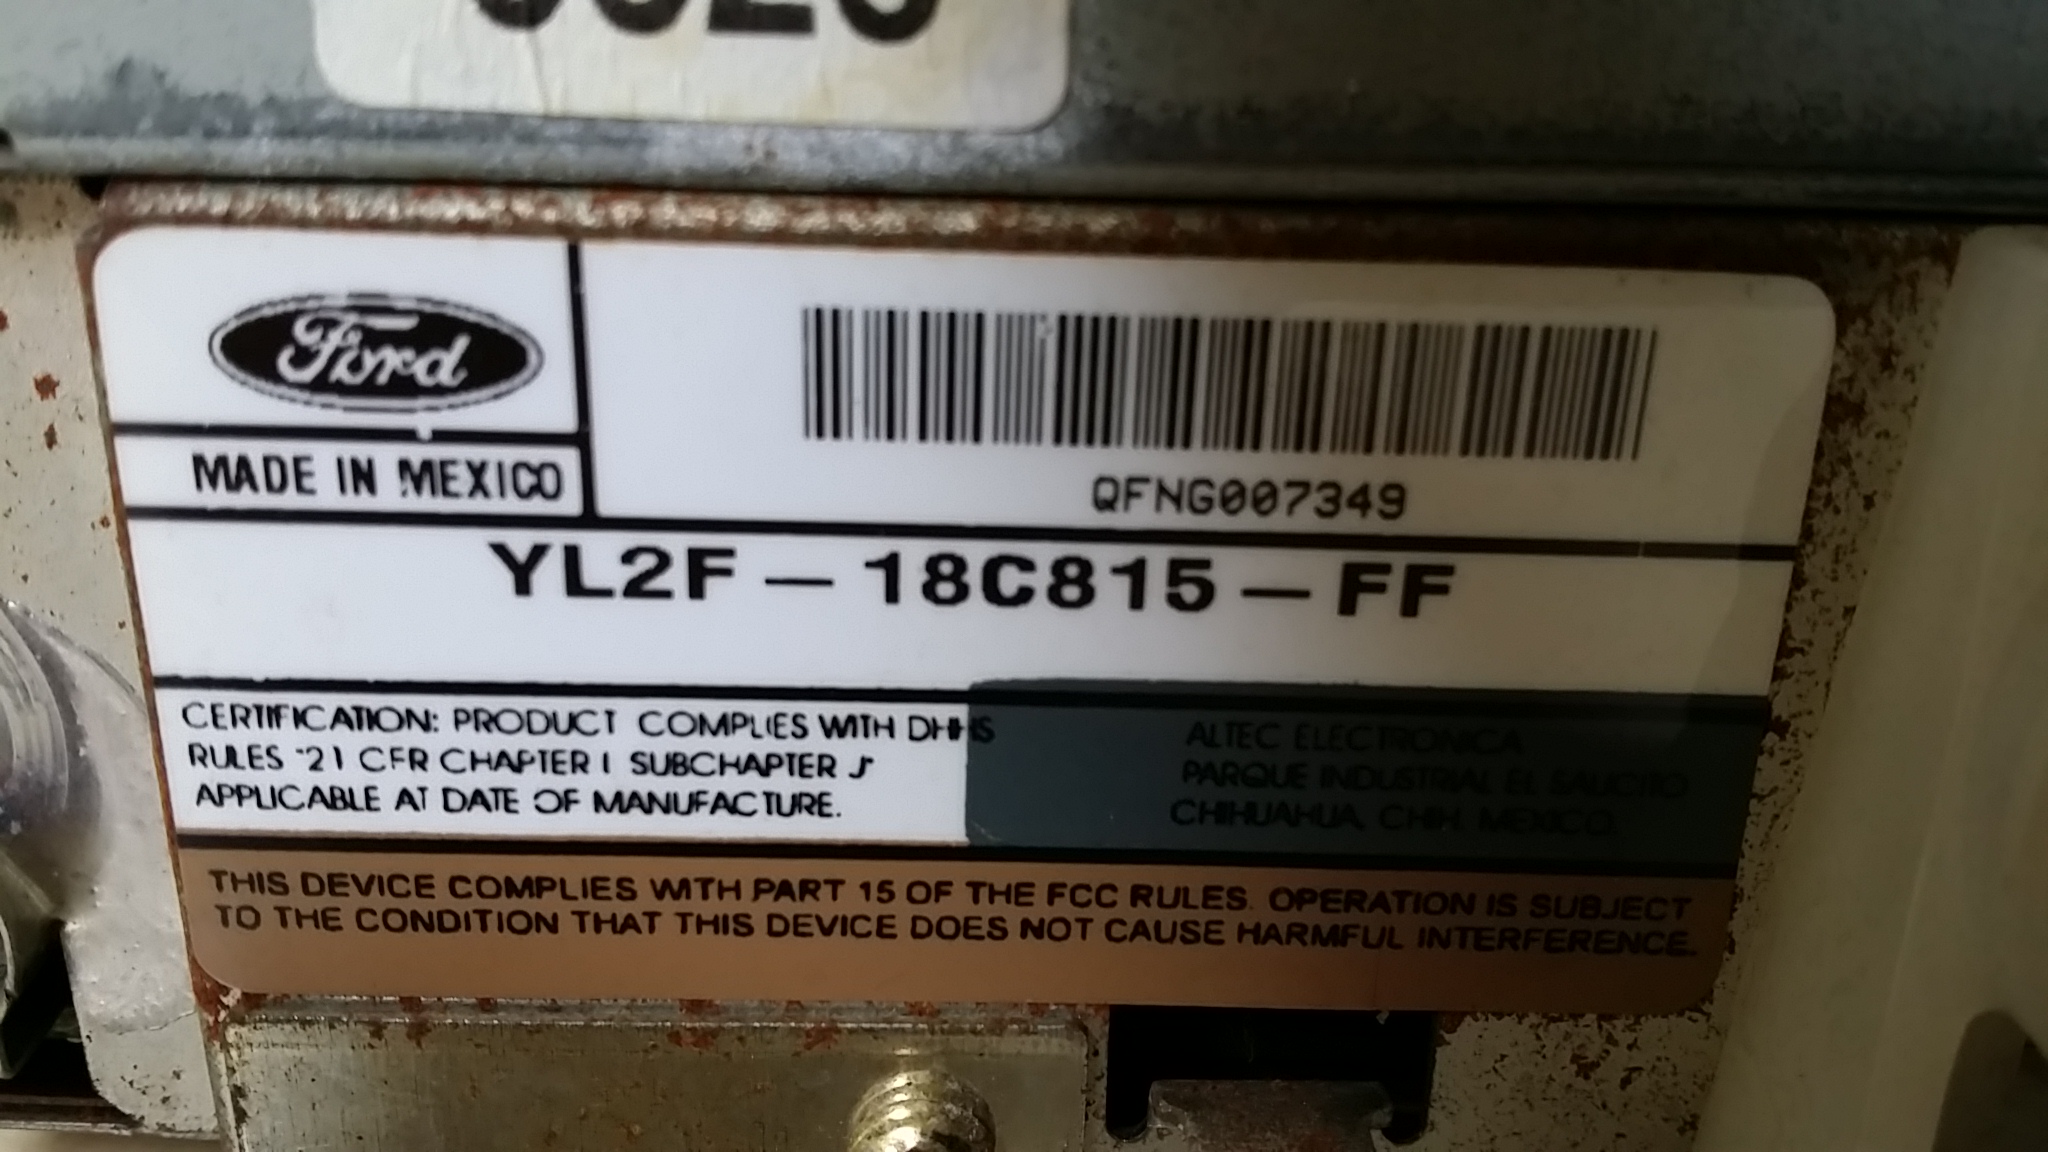 Ford
MADE IN MEXICO
QFNG007349
YL2F-18C815-FF
CERTIFICATION: PRODUCT COMPLIES WITH DHHS
RULES 21 CFR CHAPTER I SUBCHAPTER J
APPLICABLE AT DATE OF MANUFACTURE.
ALTEC ELECTRONICA
PARQUE INDUSTRIAL EL SAUCITO
CHIHUAHUA, CHIH. MEXICO.
THIS DEVICE COMPLIES WITH PART 15 OF THE FCC RULES. OPERATION IS SUBJECT
TO THE CONDITION THAT THIS DEVICE DOES NOT CAUSE HARMFUL INTERFERENCE.